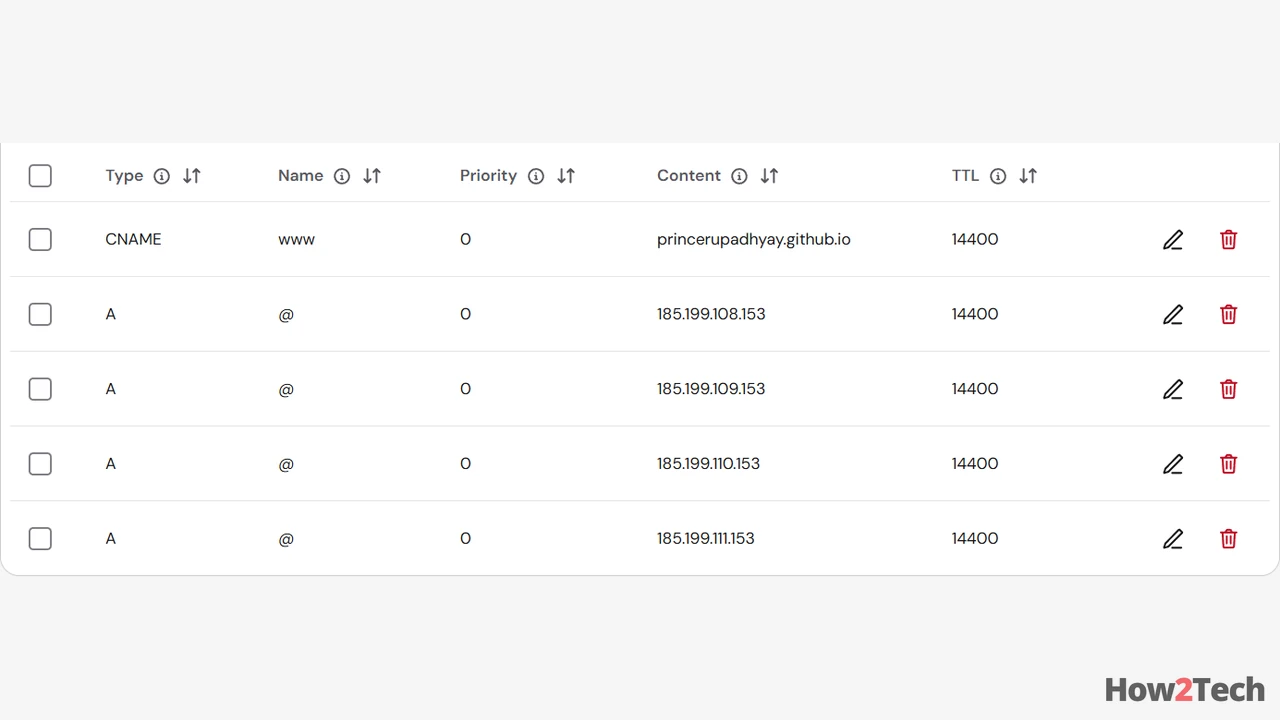 Type Name Priority Content TTL
CNAME www 0 princerupadhyay.github.io 14400
A @ 0 185.199.108.153 14400
A @ 0 185.199.109.153 14400
A @ 0 185.199.110.153 14400
A @ 0 185.199.111.153 14400
How2Tech